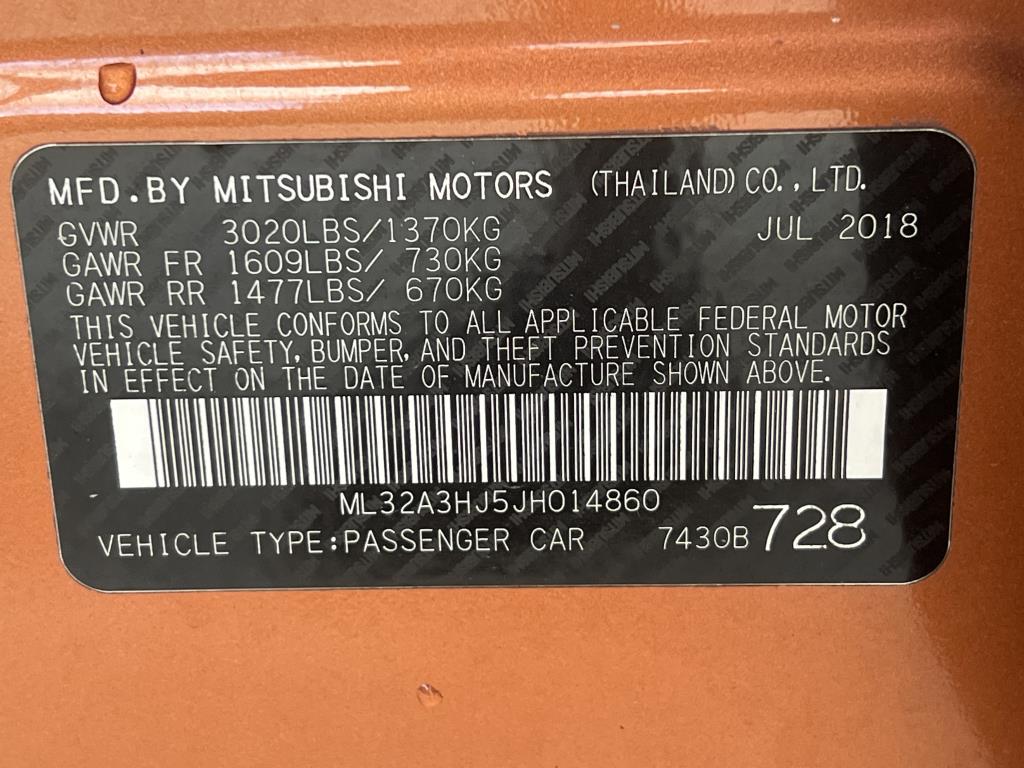 MFD.BY MITSUBISHI MOTORS (THAILAND) CO., LTD.
GVWR 3020LBS/1370KG JUL 2018
GAWR FR 1609LBS/ 730KG
GAWR RR 1477LBS/ 670KG
THIS VEHICLE CONFORMS TO ALL APPLICABLE FEDERAL MOTOR
VEHICLE SAFETY, BUMPER, AND THEFT PREVENTION STANDARDS
IN EFFECT ON THE DATE OF MANUFACTURE SHOWN ABOVE.
ML32A3HJ5JH014860
VEHICLE TYPE:PASSENGER CAR 7430B 728